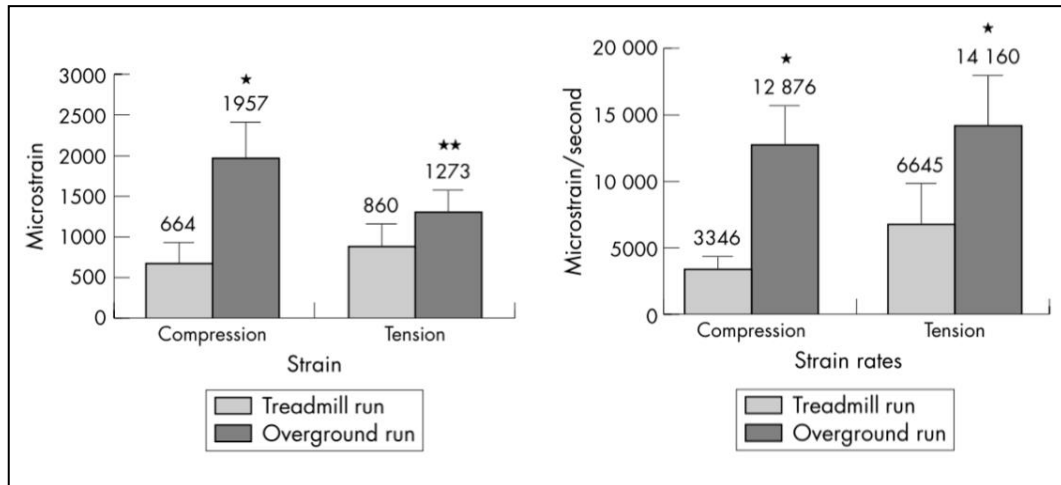 3000
2500
2000
1500
1000
500
0
Microstrain
664
★
1957
860
★★
1273
Compression
Tension
Strain
Treadmill run
Overground run
20 000
15 000
10 000
5000
0
Microstrain/second
3346
★
12 876
6645
★
14 160
Compression
Tension
Strain rates
Treadmill run
Overground run